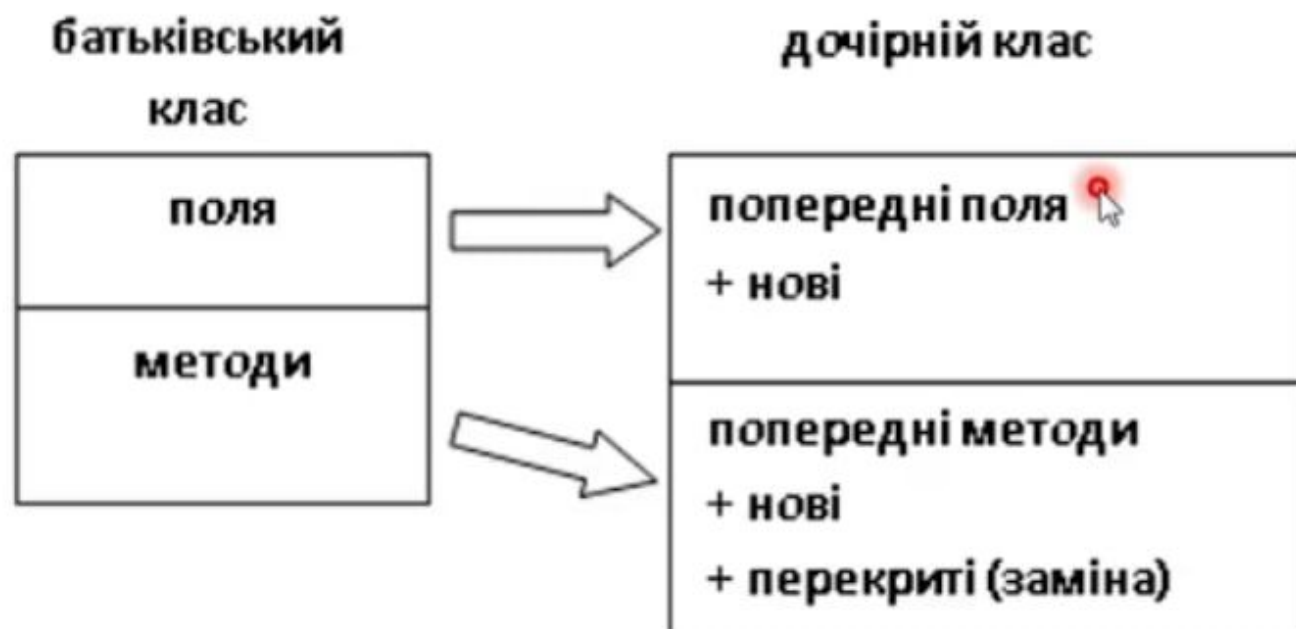 батьківський
клас
дочірній клас
поля
методи
попередні поля
+ нові
попередні методи
+ нові
+ перекриті (заміна)